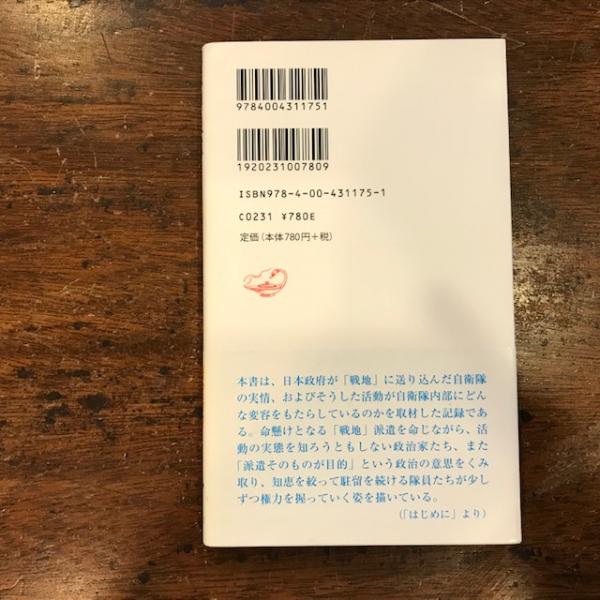 9784004311751
1920231007809
ISBN978-4-00-431175-1
C0231 ¥780E
定価(本体780円+税)
本書は、日本政府が「戦地」に送り込んだ自衛隊
の実情、およびそうした活動が自衛隊内部にどん
な変容をもたらしているのかを取材した記録であ
る。命懸けとなる「戦地」派遣を命じながら、活
動の実態を知ろうともしない政治家たち、また
「派遣そのものが目的」という政治の意思をくみ
取り、知恵を絞って駐留を続ける隊員たちが少し
ずつ権力を握っていく姿を描いている。
(「はじめに」より)